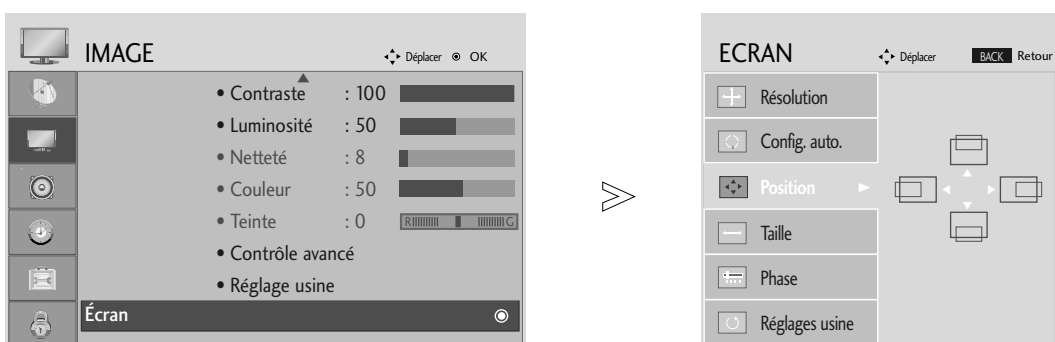 IMAGE
Déplacer OK
• Contraste : 100
• Luminosité : 50
• Netteté : 8
• Couleur : 50
• Teinte : 0 R G
• Contrôle avancé
• Réglage usine
Écran
ECRAN
Déplacer BACK Retour
Résolution
Config. auto.
Position
Taille
Phase
Réglages usine